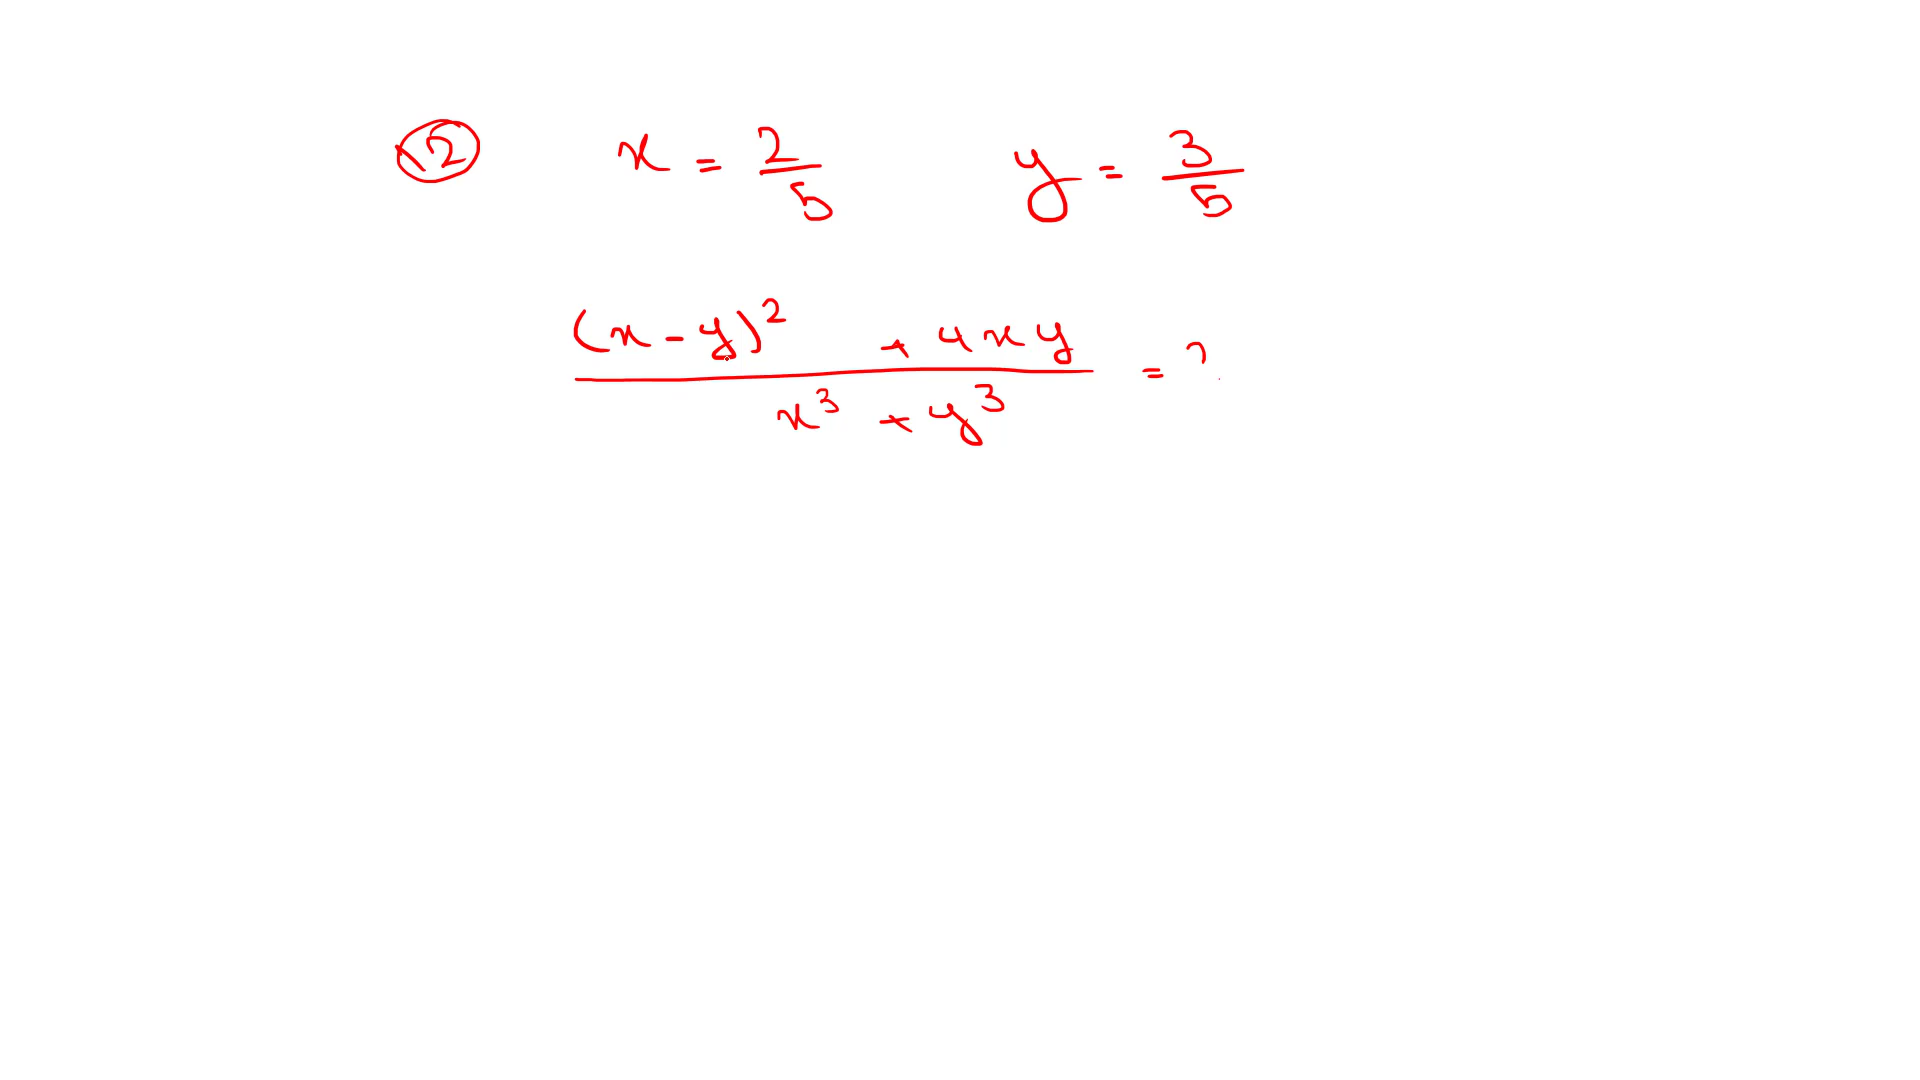 12 x = 2/5 y = 3/5
((x - y)^2 + 4xy)/(x^3 + y^3) = ?